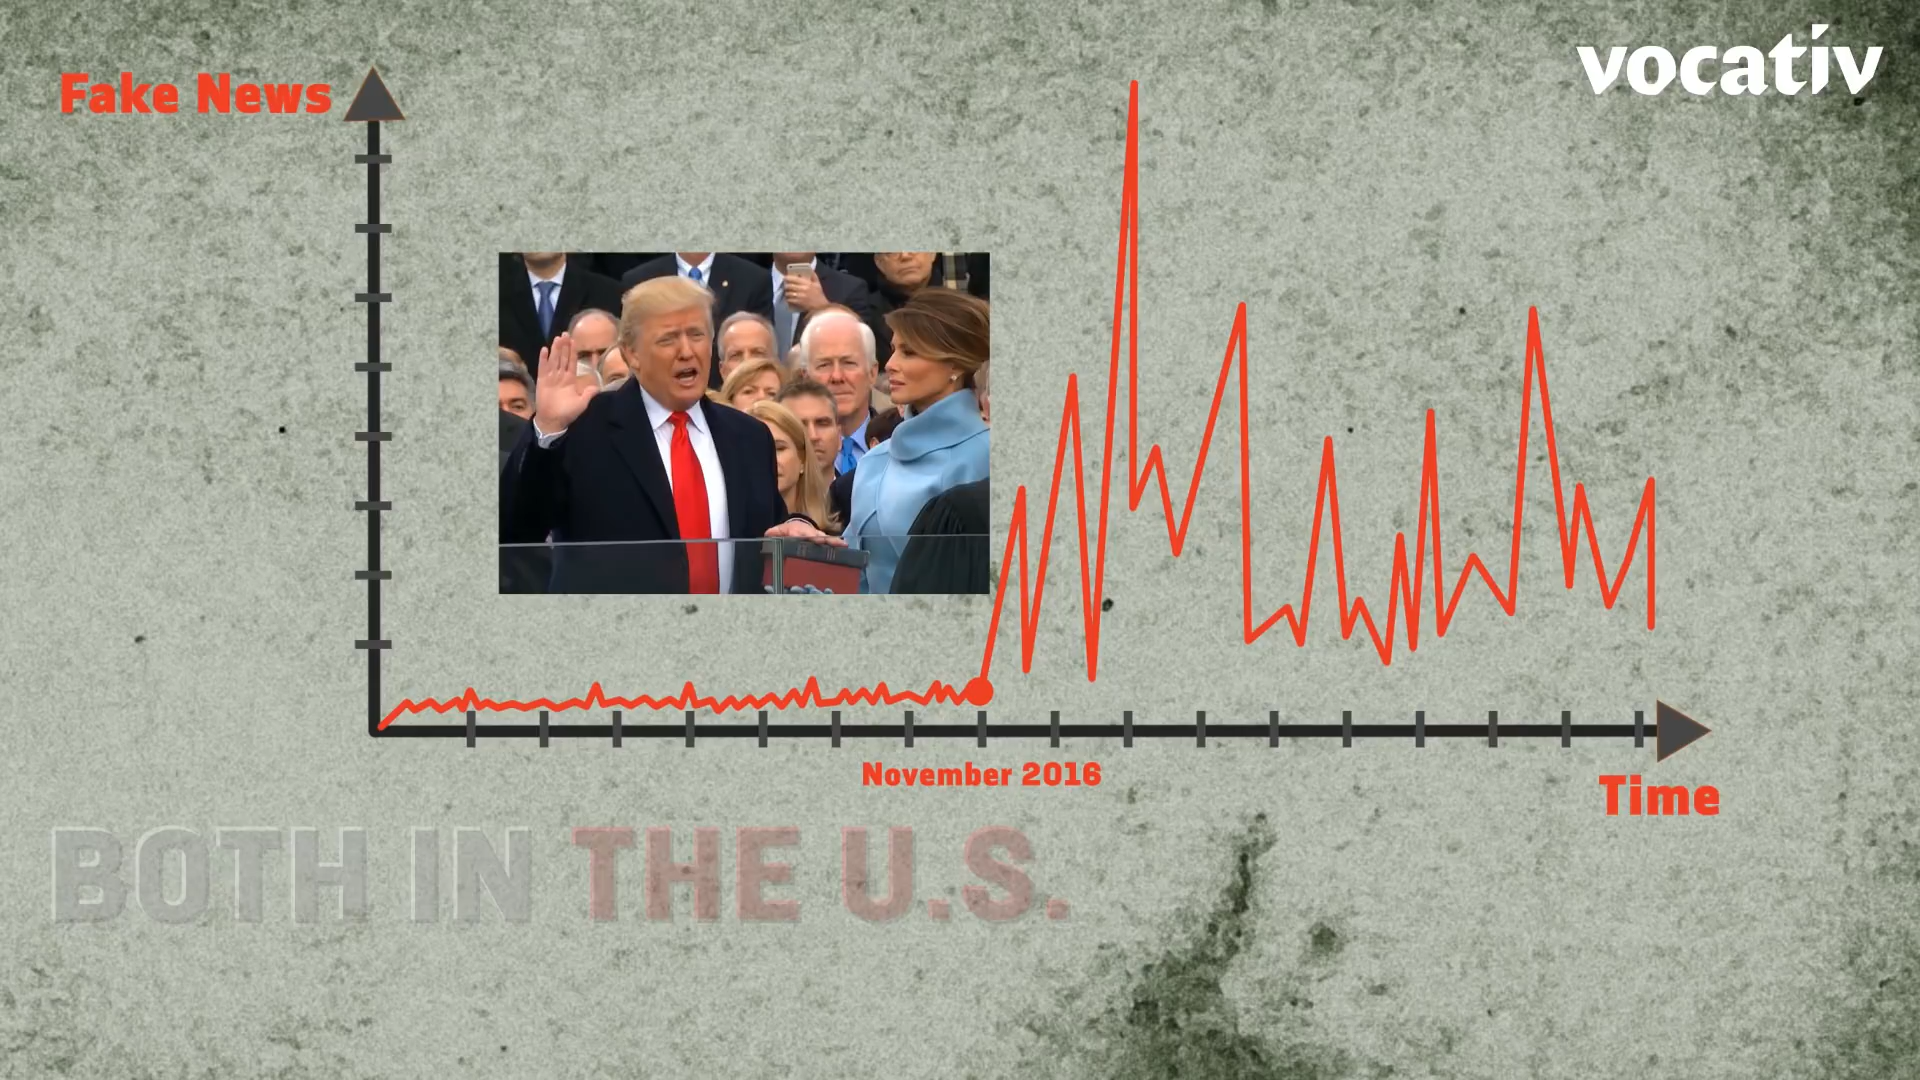 vocativ
Fake News
November 2016
Time
BOTH IN THE U.S.